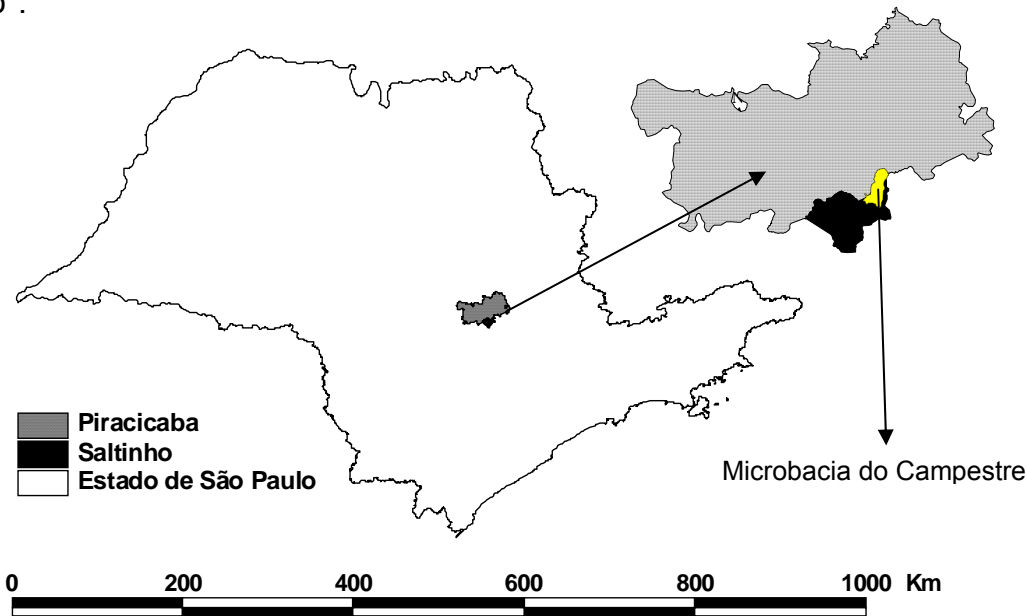 Piracicaba
Saltinho
Estado de São Paulo
Microbacia do Campestre
0 200 400 600 800 1000 Km